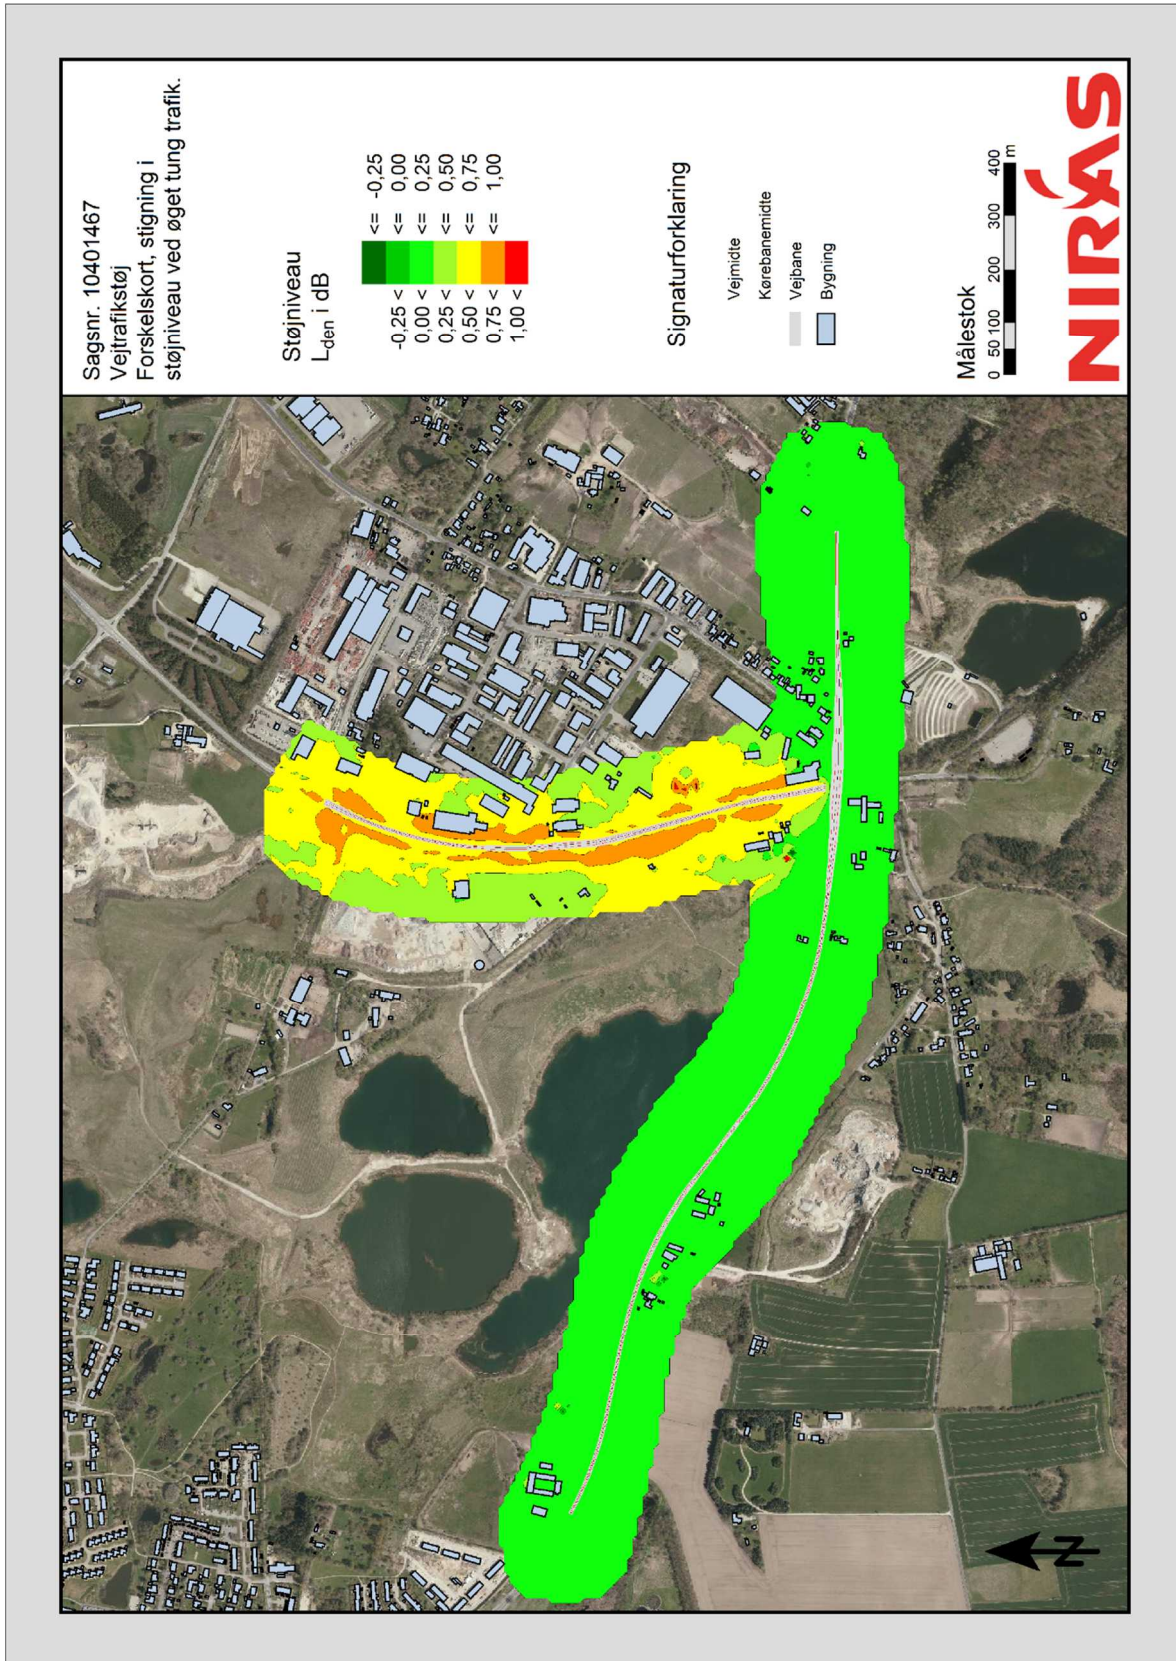 Sagsnr. 10401467
Vejtrafikstøj
Forskelskort, stigning i
støjniveau ved øget tung trafik.
Støjniveau
Lden i dB
<= -0,25
-0,25 < <= 0,00
0,00 < <= 0,25
0,25 < <= 0,50
0,50 < <= 0,75
0,75 < <= 1,00
1,00 <
Signaturforklaring
Vejmidte
Kørebanemidte
Vejbane
Bygning
Målestok
0 50 100 200 300 400
m
NIRAS
N